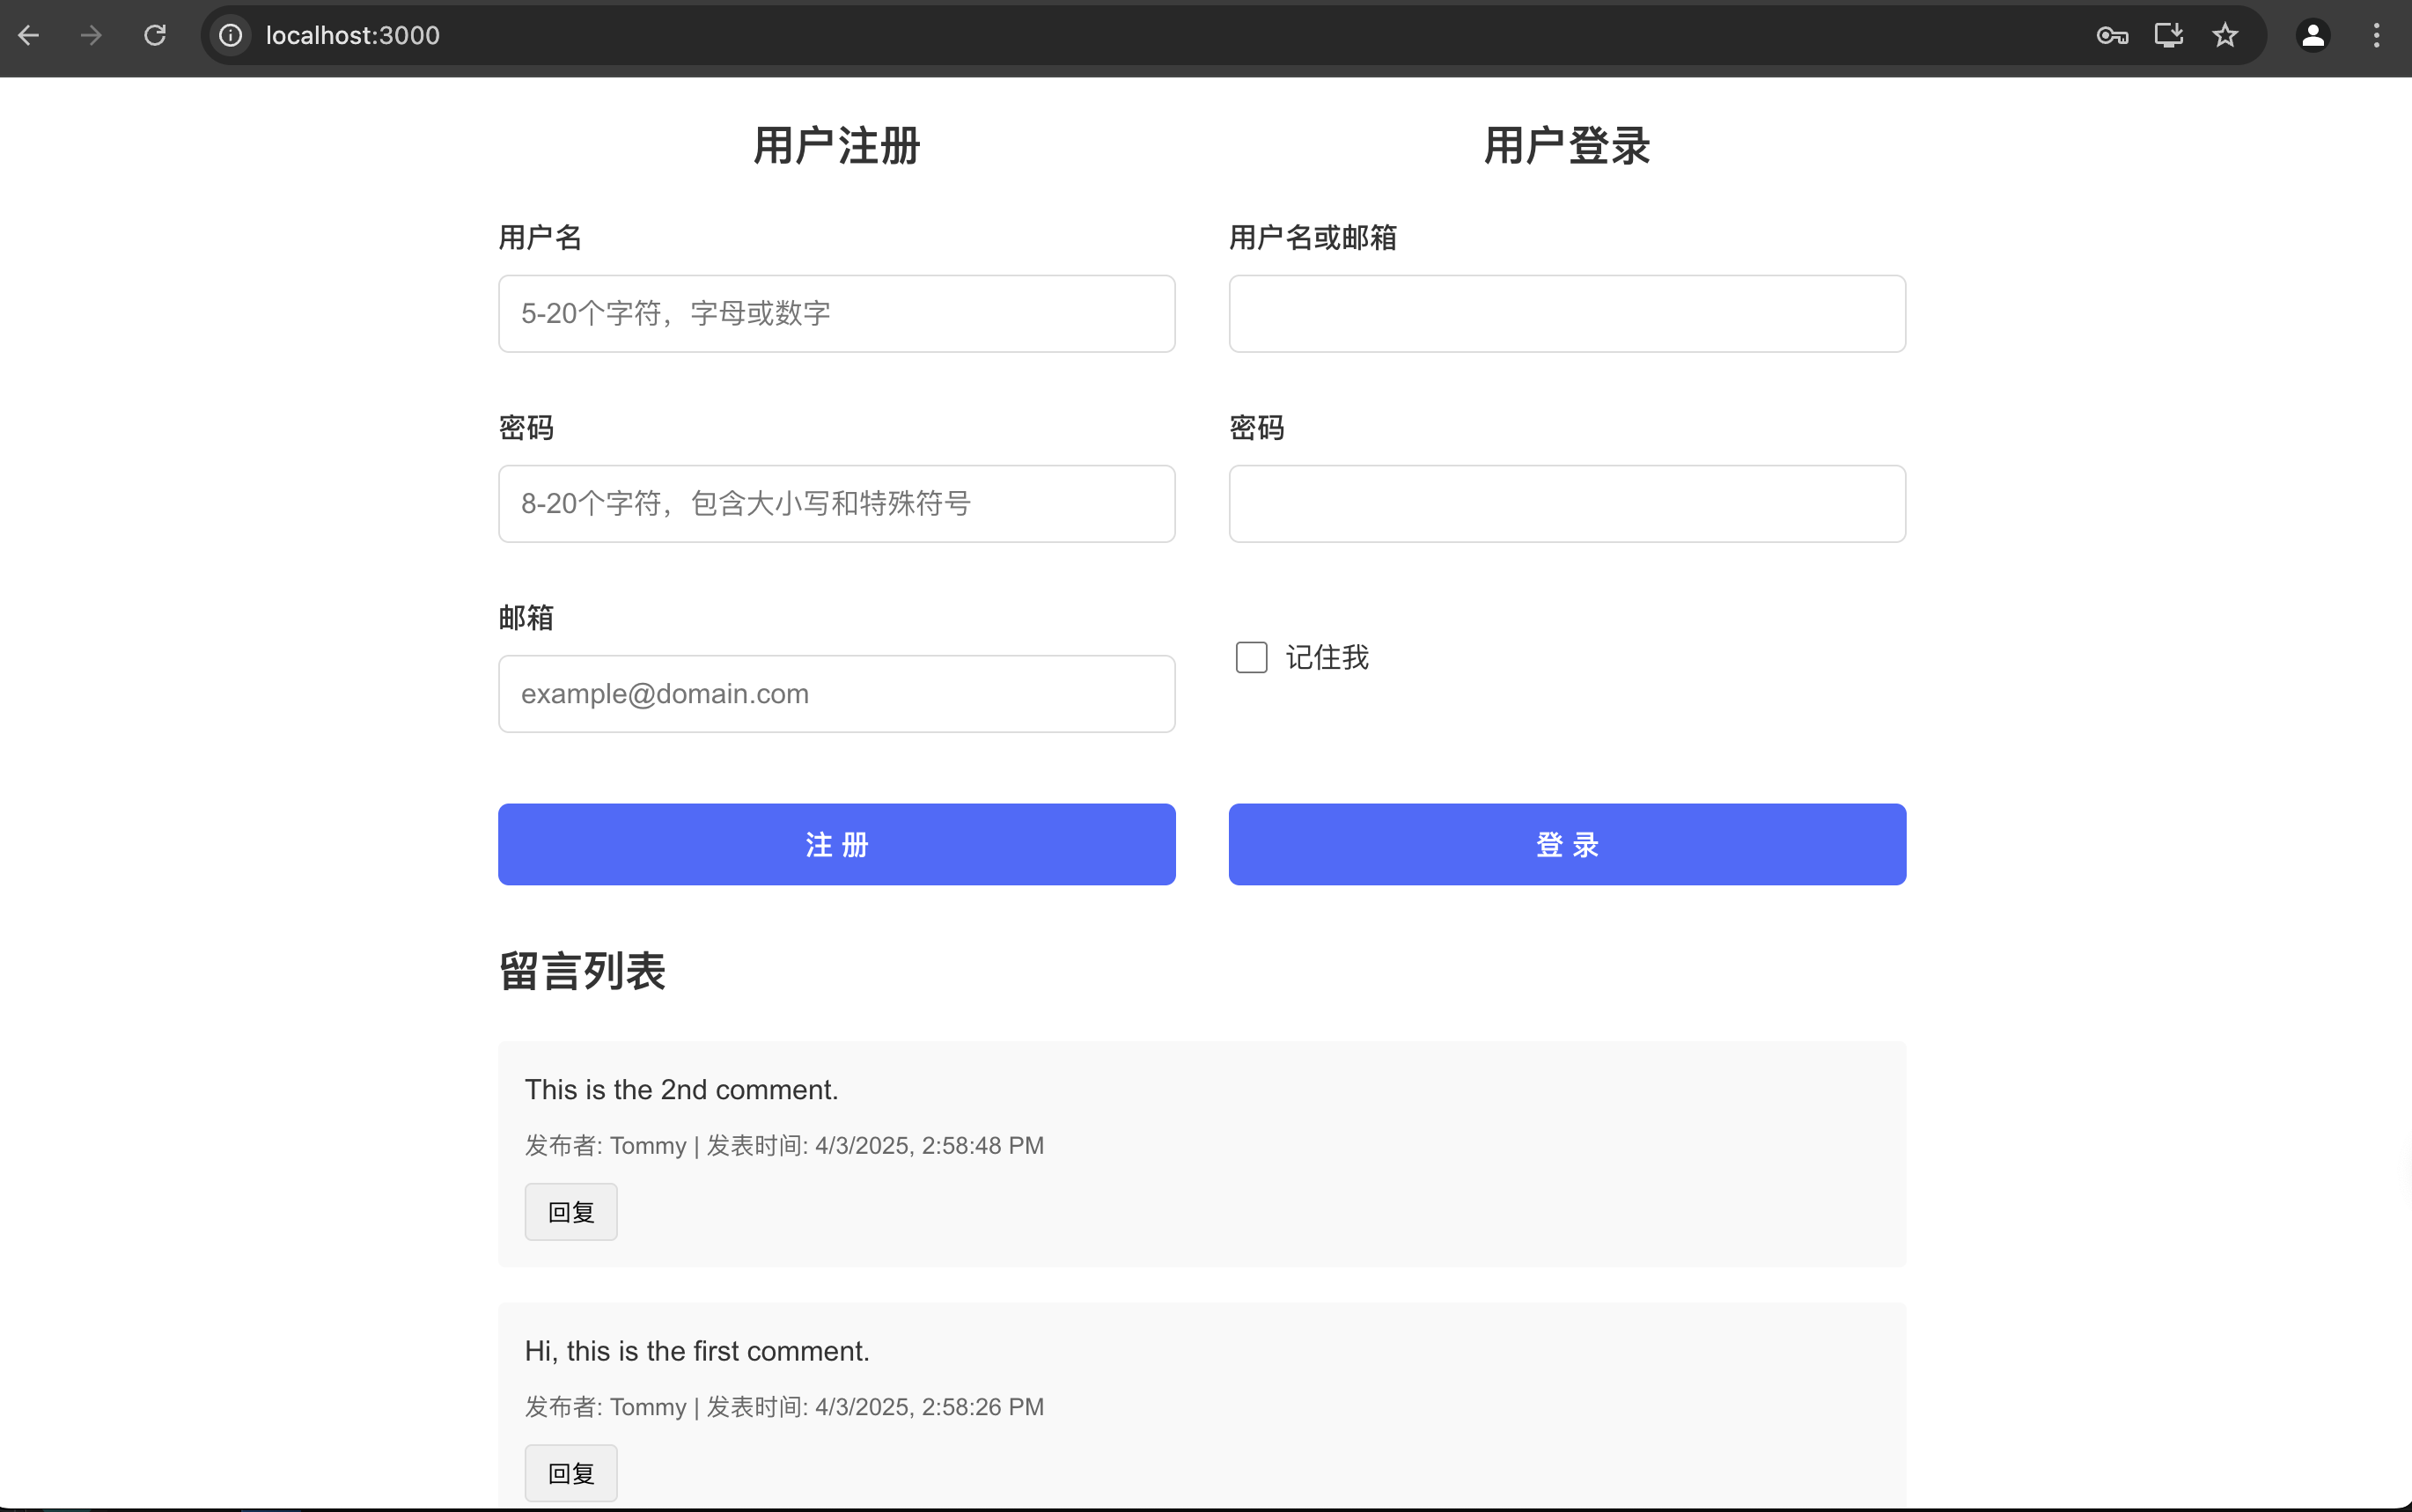 localhost:3000
用户注册
用户名
5-20个字符，字母或数字
密码
8-20个字符，包含大小写和特殊符号
邮箱
example@domain.com
注 册
用户登录
用户名或邮箱
密码
记住我
登 录
留言列表
This is the 2nd comment.
发布者: Tommy | 发表时间: 4/3/2025, 2:58:48 PM
回复
Hi, this is the first comment.
发布者: Tommy | 发表时间: 4/3/2025, 2:58:26 PM
回复